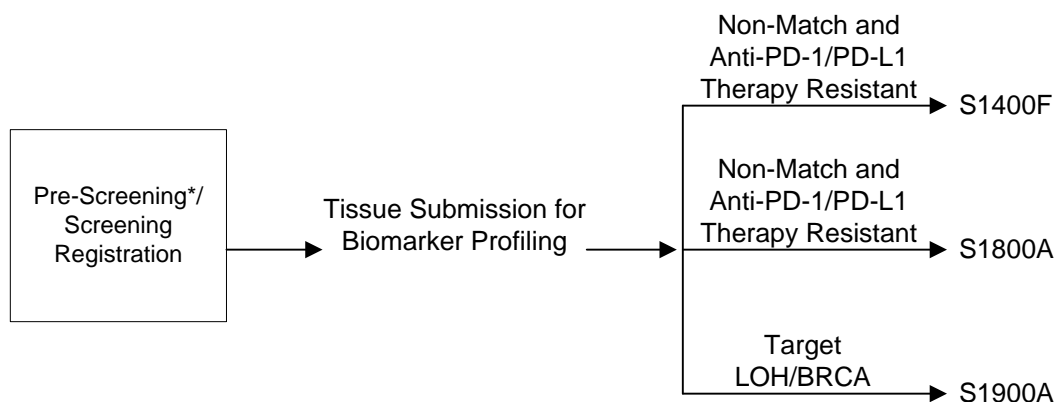 Pre-Screening*/
Screening
Registration
Tissue Submission for
Biomarker Profiling
Non-Match and
Anti-PD-1/PD-L1
Therapy Resistant
S1400F
Non-Match and
Anti-PD-1/PD-L1
Therapy Resistant
S1800A
Target
LOH/BRCA
S1900A